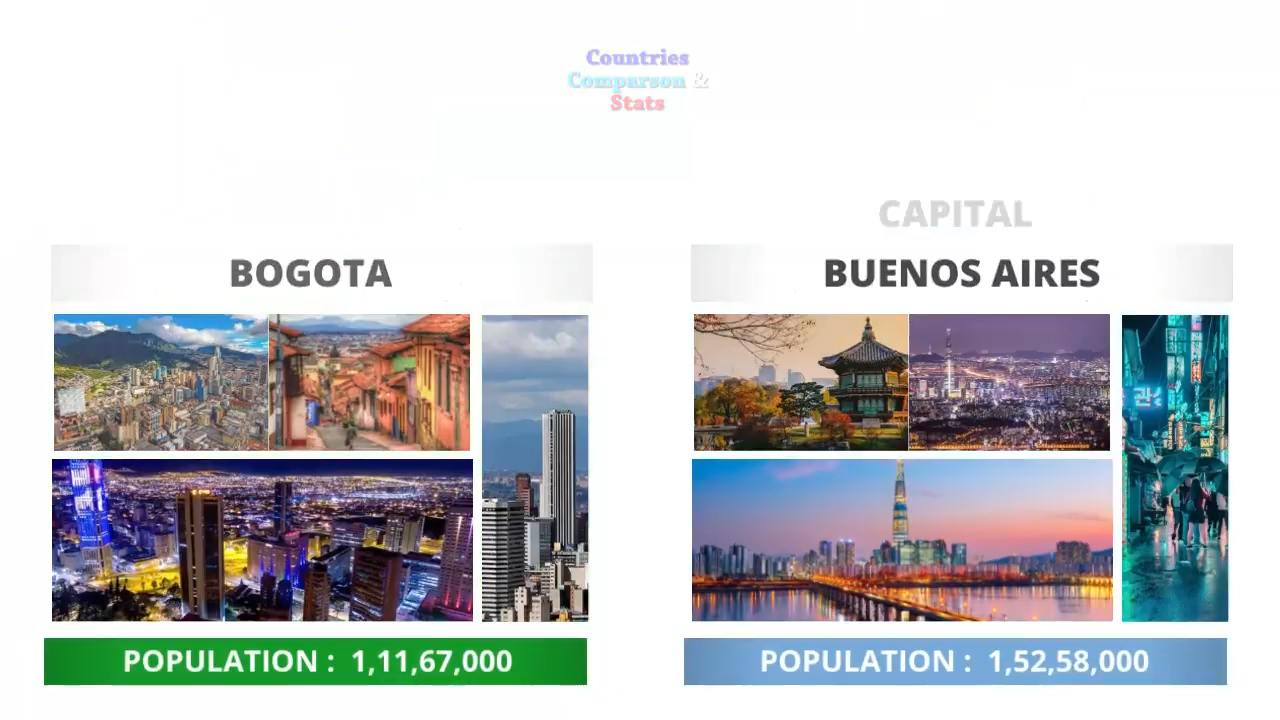 Countries
Comparson &
Stats
CAPITAL
BOGOTA
BUENOS AIRES
POPULATION : 1,11,67,000
POPULATION : 1,52,58,000